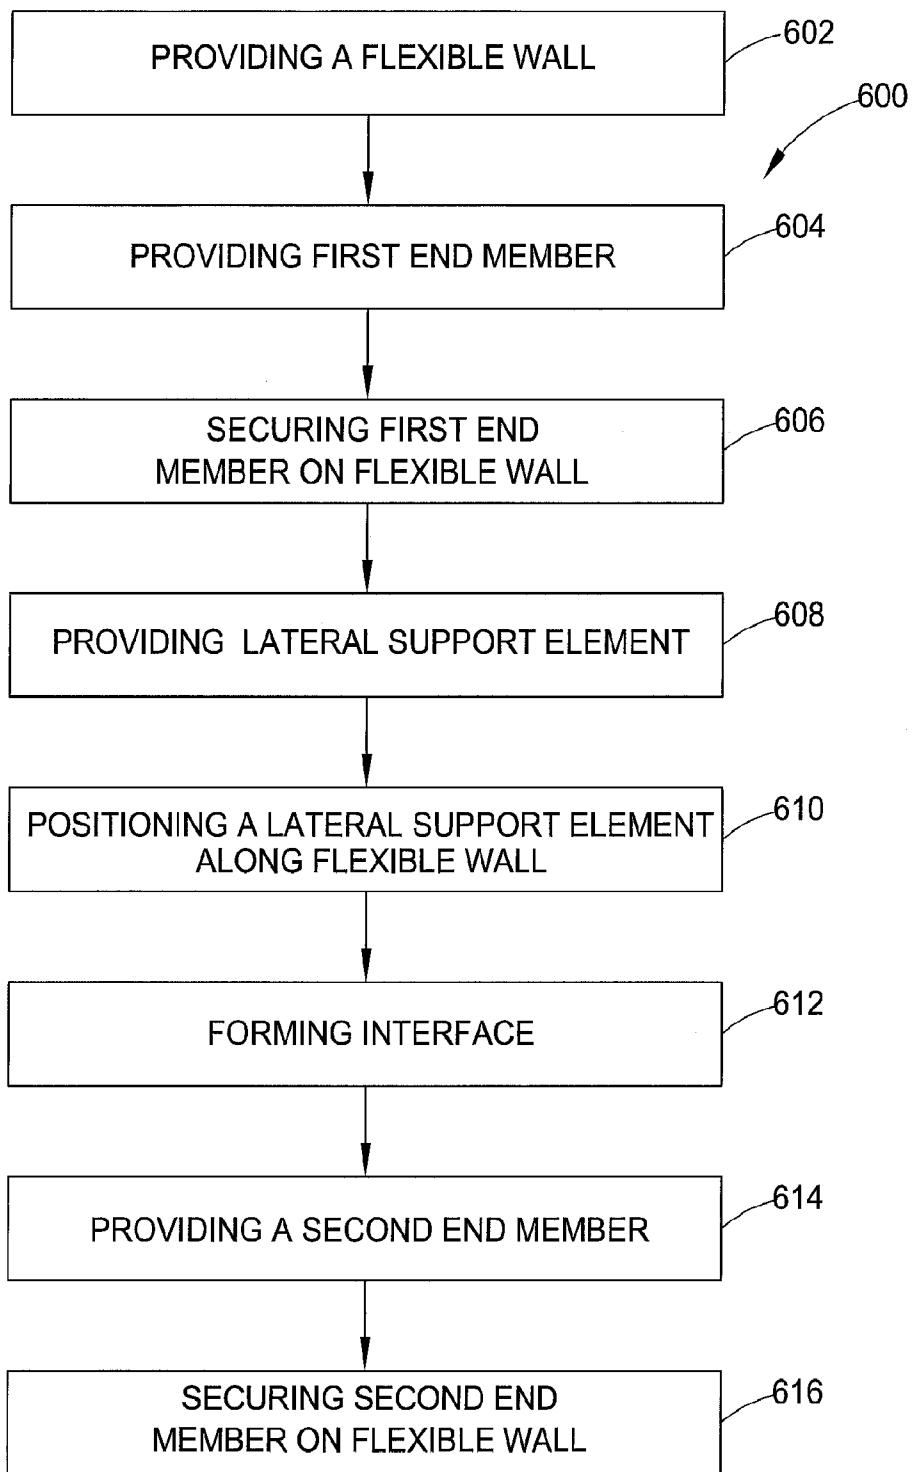 PROVIDING A FLEXIBLE WALL
602
600
PROVIDING FIRST END MEMBER
604
SECURING FIRST END
MEMBER ON FLEXIBLE WALL
606
PROVIDING LATERAL SUPPORT ELEMENT
608
POSITIONING A LATERAL SUPPORT ELEMENT
ALONG FLEXIBLE WALL
610
FORMING INTERFACE
612
PROVIDING A SECOND END MEMBER
614
SECURING SECOND END
MEMBER ON FLEXIBLE WALL
616